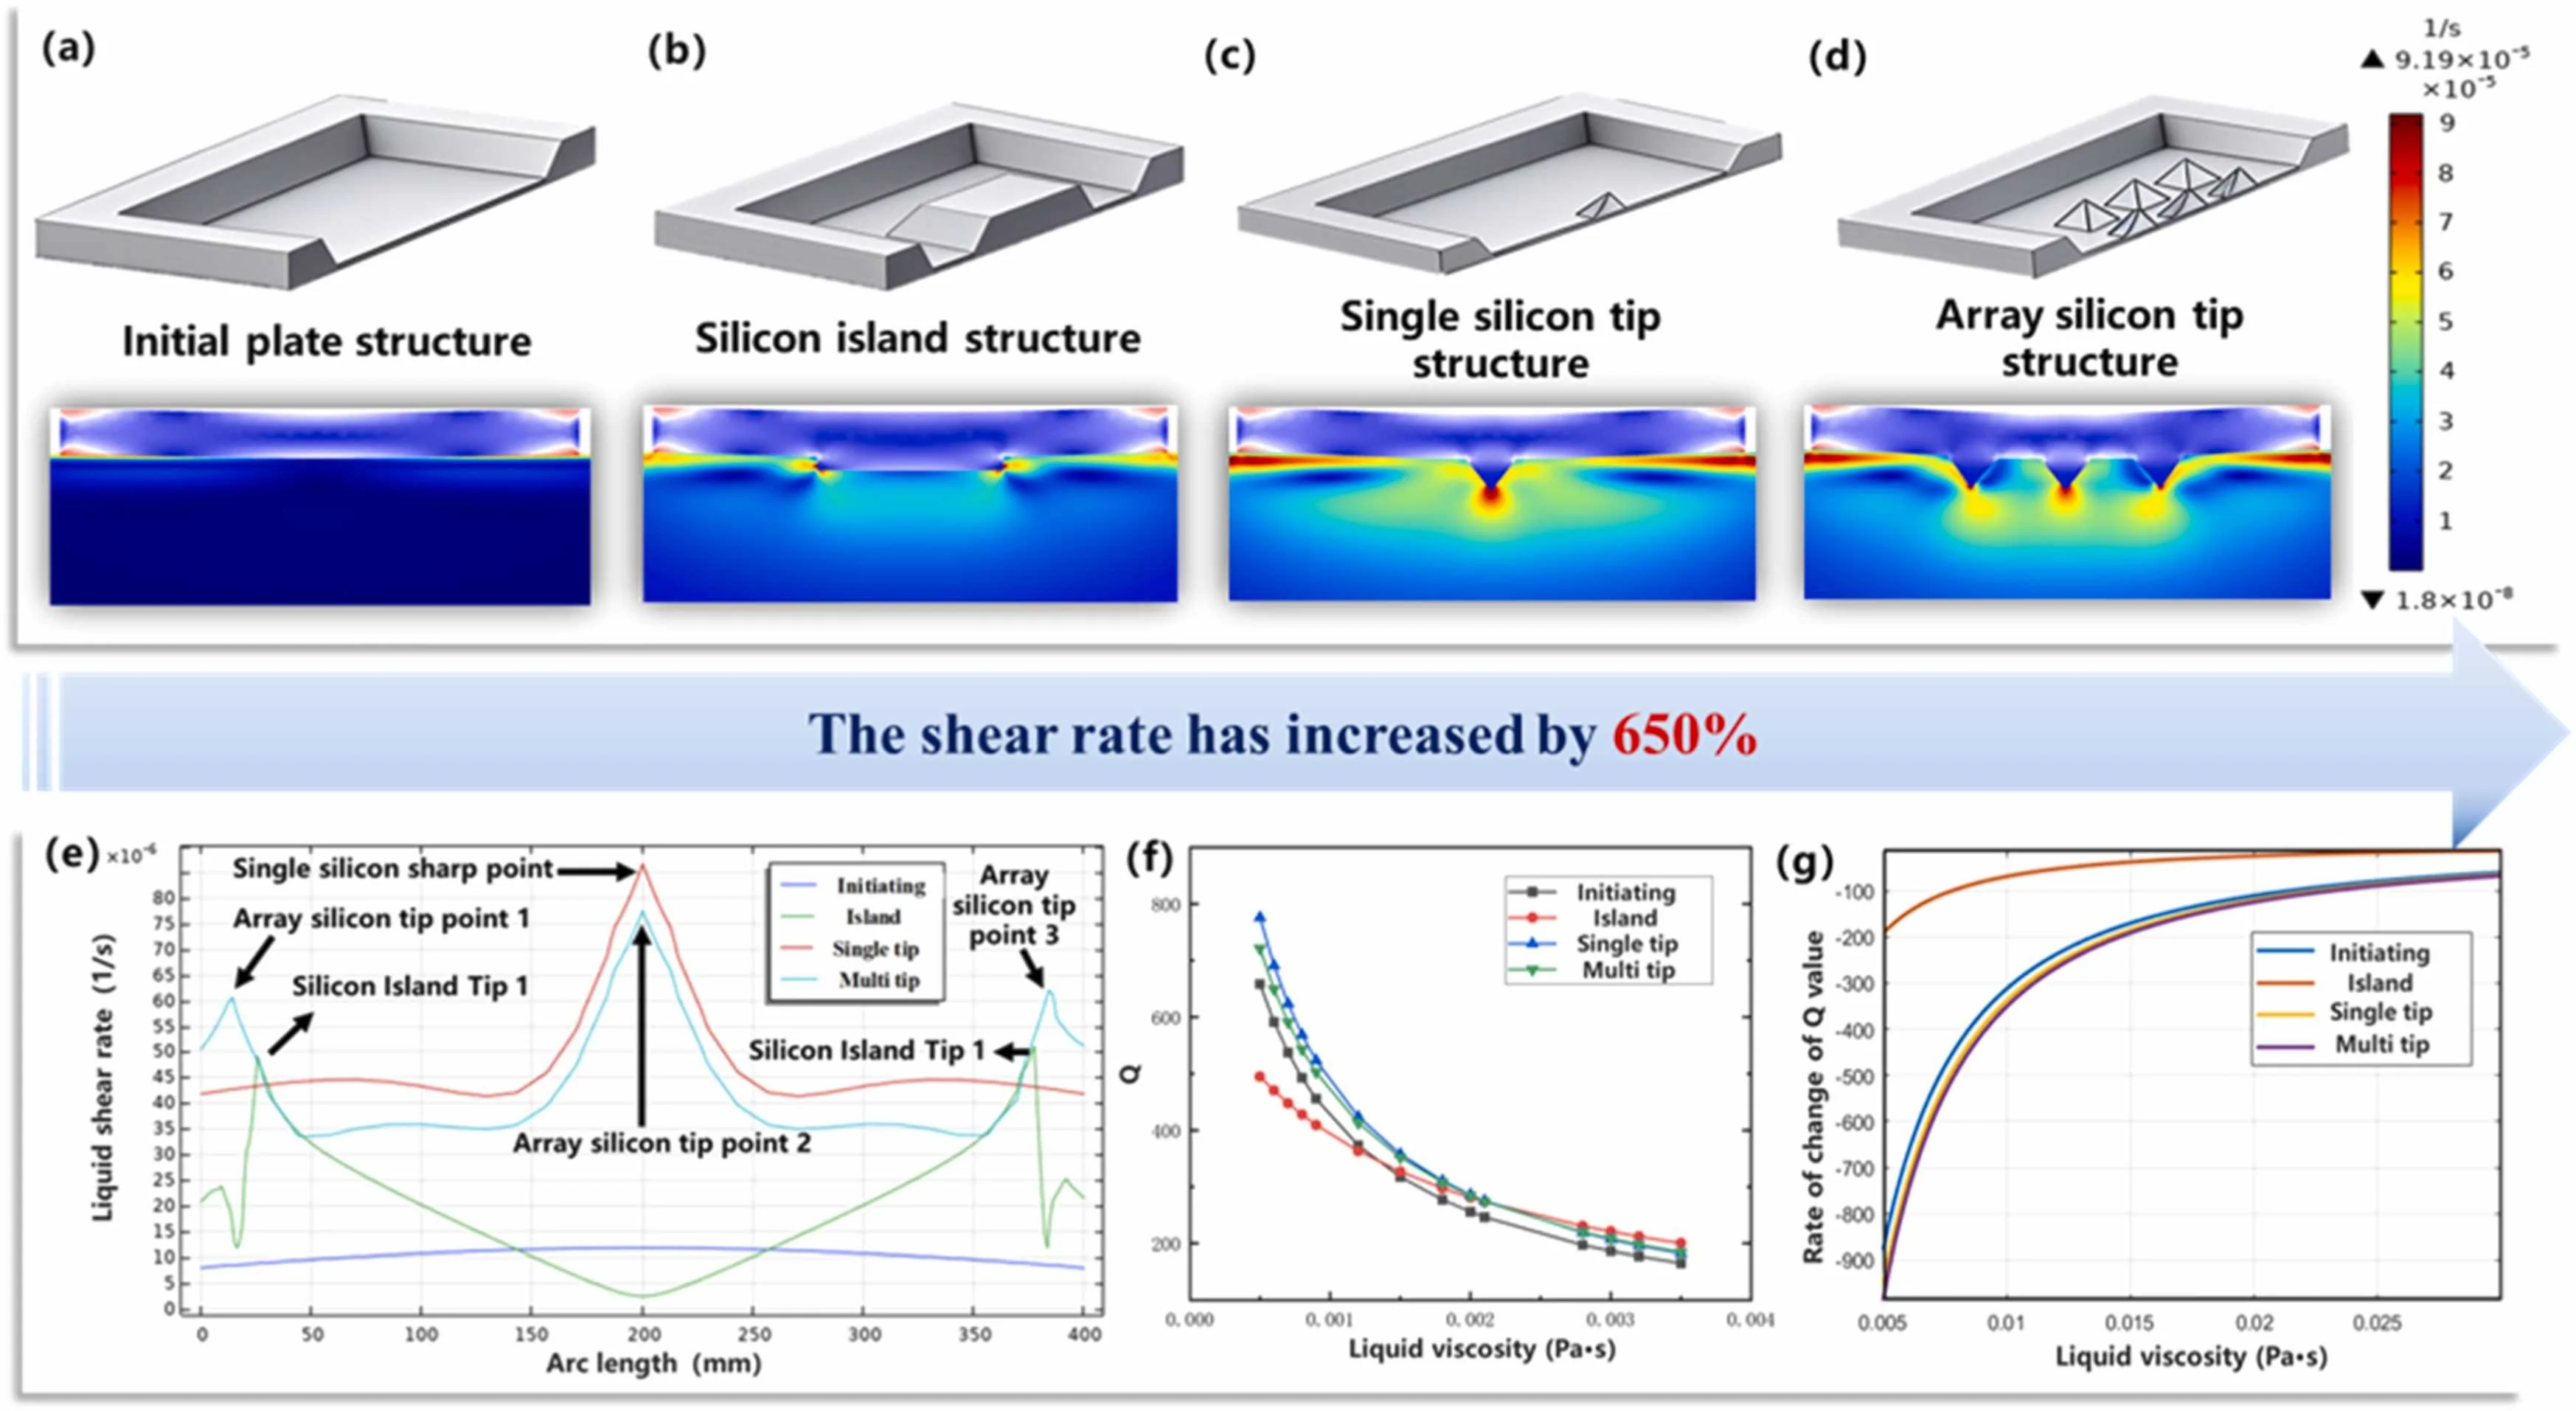 (a)
(b)
(c)
(d)
1/s
▲ 9.19×10⁻⁵
×10⁻⁵
9
8
7
6
5
4
3
2
1
▼ 1.8×10⁻⁸
Initial plate structure
Silicon island structure
Single silicon tip
structure
Array silicon tip
structure
The shear rate has increased by 650%
(e)
×10⁻⁶
Liquid shear rate (1/s)
80
75
70
65
60
55
50
45
40
35
30
25
20
15
10
5
0
0 50 100 150 200 250 300 350 400
Arc length (mm)
Single silicon sharp point
Array silicon tip point 1
Silicon Island Tip 1
Array silicon tip point 2
Silicon Island Tip 1
Array
silicon tip
point 3
Initiating
Island
Single tip
Multi tip
(f)
Q
800
600
400
200
0.000 0.001 0.002 0.003 0.004
Liquid viscosity (Pa•s)
Initiating
Island
Single tip
Multi tip
(g)
Rate of change of Q value
-100
-200
-300
-400
-500
-600
-700
-800
-900
0.005 0.01 0.015 0.02 0.025
Liquid viscosity (Pa•s)
Initiating
Island
Single tip
Multi tip